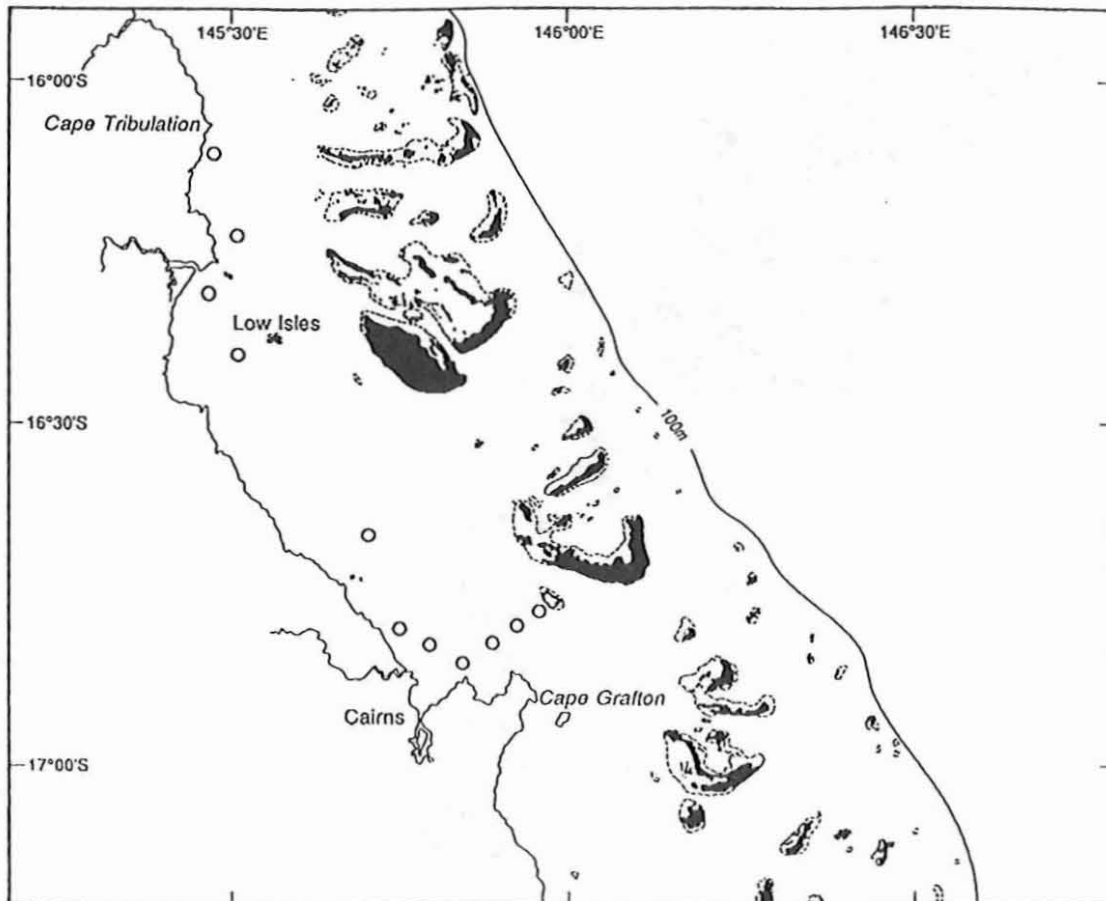 145°30'E 146°00'E 146°30'E
16°00'S
Cape Tribulation
Low Isles
16°30'S
100m
Cape Grafton
Cairns
17°00'S